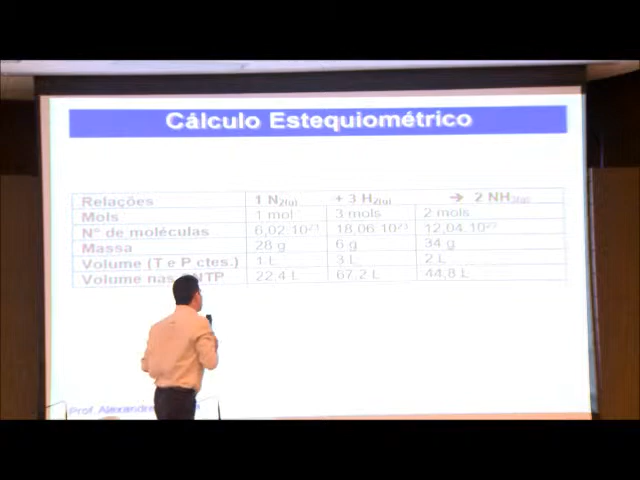 Cálculo Estequiométrico
Relações 1 N2(g) + 3 H2(g) ➔ 2 NH3(g)
Mols 1 mol 3 mols 2 mols
Nº de moléculas 6,02.10²³ 18,06.10²³ 12,04.10²³
Massa 28 g 6 g 34 g
Volume (T e P ctes.) 1 L 3 L 2 L
Volume nas CNTP 22,4 L 67,2 L 44,8 L
Prof. Alexandre